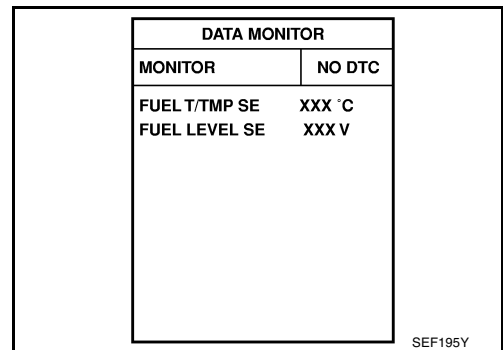 DATA MONITOR
MONITOR NO DTC
FUEL T/TMP SE XXX °C
FUEL LEVEL SE XXX V
SEF195Y